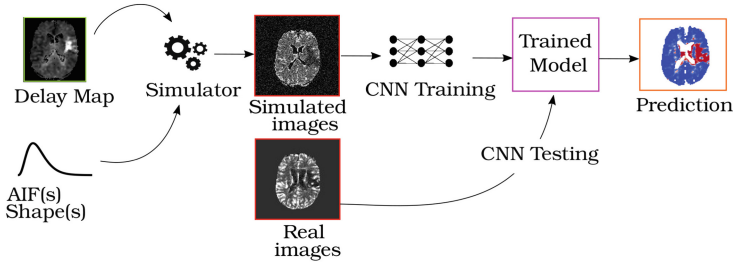 Delay Map
Simulator
Simulated
images
CNN Training
Trained
Model
Prediction
AIF(s)
Shape(s)
CNN Testing
Real
images